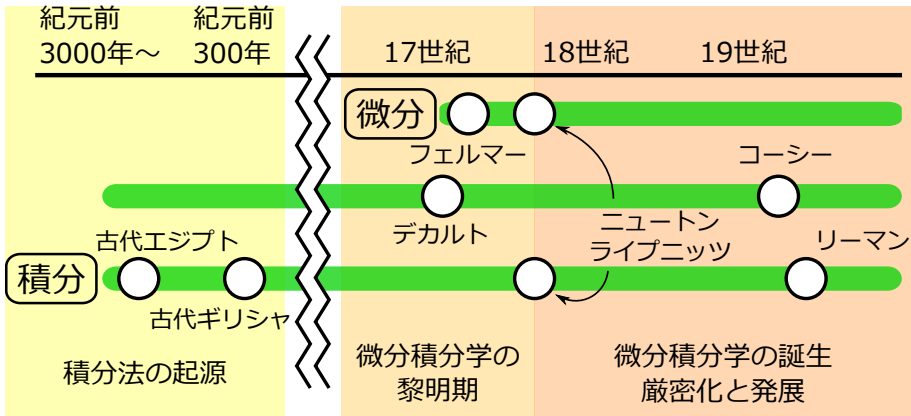 紀元前
3000年～
紀元前
300年
17世紀
18世紀
19世紀
微分
フェルマー
コーシー
デカルト
ニュートン
ライプニッツ
古代エジプト
リーマン
積分
古代ギリシャ
積分法の起源
微分積分学の
黎明期
微分積分学の誕生
厳密化と発展